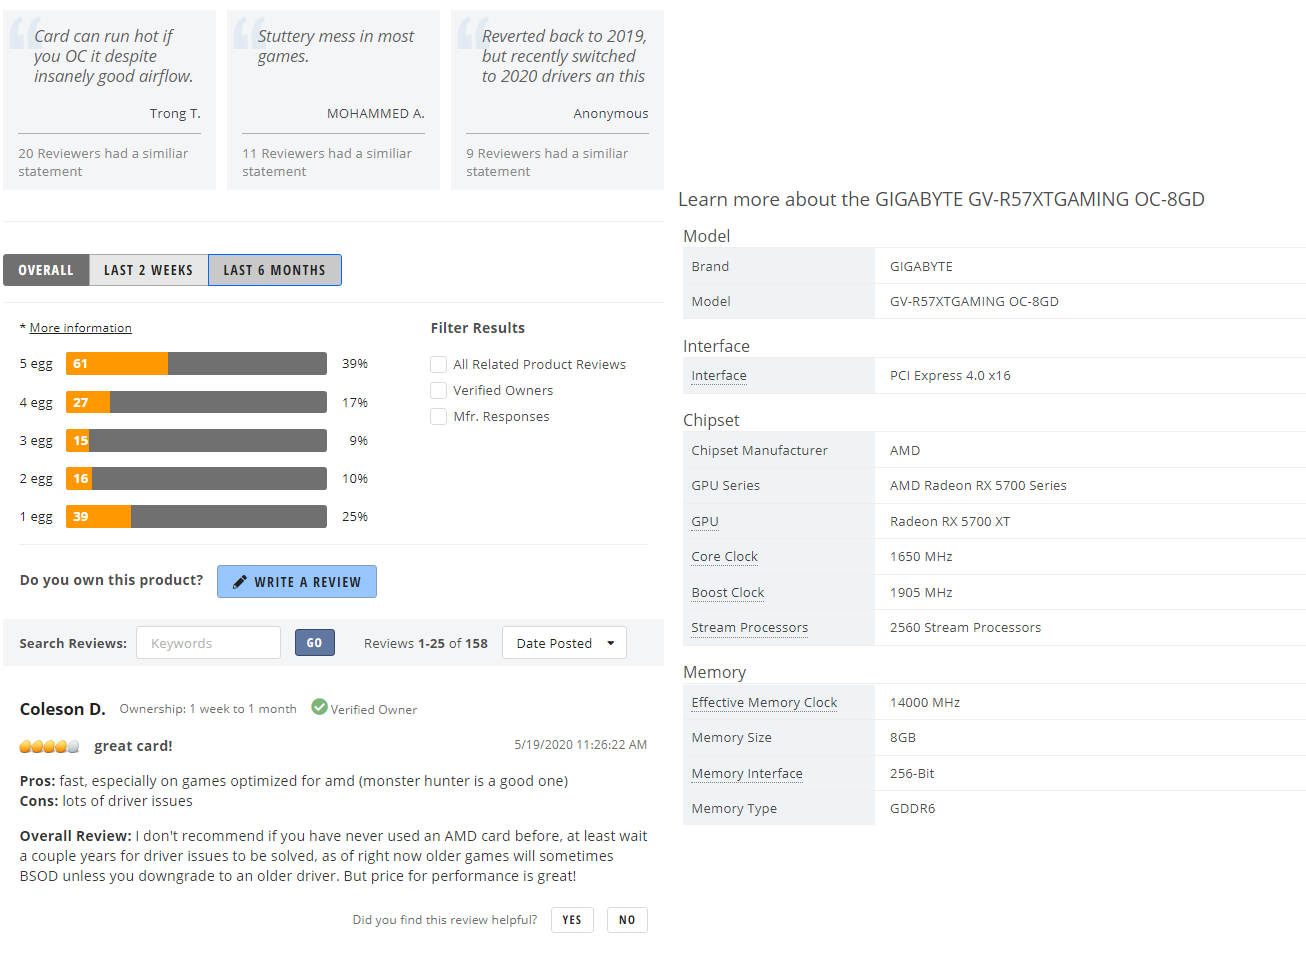 Card can run hot if
you OC it despite
insanely good airflow.
Trong T.
20 Reviewers had a similiar
statement
Stuttery mess in most
games.
MOHAMMED A.
11 Reviewers had a similiar
statement
Reverted back to 2019,
but recently switched
to 2020 drivers an this
Anonymous
9 Reviewers had a similiar
statement
OVERALL
LAST 2 WEEKS
LAST 6 MONTHS
* More information
5 egg 61 39%
4 egg 27 17%
3 egg 15 9%
2 egg 16 10%
1 egg 39 25%
Filter Results
All Related Product Reviews
Verified Owners
Mfr. Responses
Do you own this product? WRITE A REVIEW
Search Reviews: Keywords GO Reviews 1-25 of 158 Date Posted
Coleson D. Ownership: 1 week to 1 month Verified Owner
great card! 5/19/2020 11:26:22 AM
Pros: fast, especially on games optimized for amd (monster hunter is a good one)
Cons: lots of driver issues
Overall Review: I don't recommend if you have never used an AMD card before, at least wait
a couple years for driver issues to be solved, as of right now older games will sometimes
BSOD unless you downgrade to an older driver. But price for performance is great!
Did you find this review helpful? YES NO
Learn more about the GIGABYTE GV-R57XTGAMING OC-8GD
Model
Brand GIGABYTE
Model GV-R57XTGAMING OC-8GD
Interface
Interface PCI Express 4.0 x16
Chipset
Chipset Manufacturer AMD
GPU Series AMD Radeon RX 5700 Series
GPU Radeon RX 5700 XT
Core Clock 1650 MHz
Boost Clock 1905 MHz
Stream Processors 2560 Stream Processors
Memory
Effective Memory Clock 14000 MHz
Memory Size 8GB
Memory Interface 256-Bit
Memory Type GDDR6